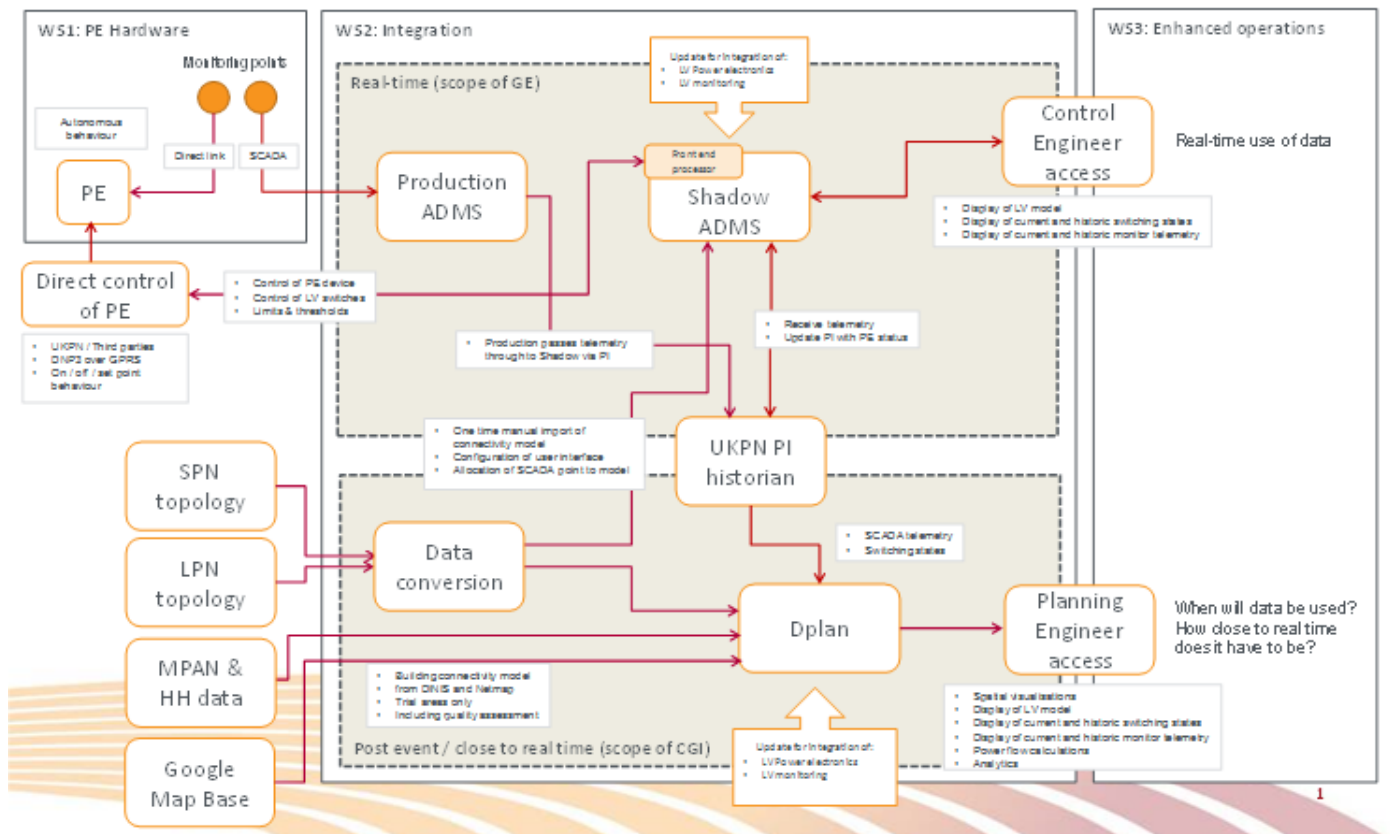 WS1: PE Hardware
Monitoring points
Autonomous
behaviour
Direct link
SCADA
PE
Direct control
of PE
• UKPN / Third parties
• DNP3 over GPRS
• On / off / set point
behaviour
• Control of PE device
• Control of LV switches
• Limits & thresholds
WS2: Integration
Real-time (scope of GE)
Update for integration of:
• LV Power electronics
• LV monitoring
Production
ADMS
Front end
processor
Shadow
ADMS
• Production passes telemetry
through to Shadow via PI
• Receive telemetry
• Update PI with PE status
• One time manual import of
connectivity model
• Configuration of user interface
• Allocation of SCADA point to model
UKPN PI
historian
SPN
topology
LPN
topology
MPAN &
HH data
Google
Map Base
Data
conversion
• SCADA telemetry
• Switching states
Dplan
• Building connectivity model
• from DINIS and Netmap
• Trial areas only
• Including quality assessment
Post event / close to real time (scope of CGI)
Update for integration of:
• LV Power electronics
• LV monitoring
WS3: Enhanced operations
Control
Engineer
access
Real-time use of data
• Display of LV model
• Display of current and historic switching states
• Display of current and historic monitor telemetry
Planning
Engineer
access
When will data be used?
How close to real time
does it have to be?
• Spatial visualisations
• Display of LV model
• Display of current and historic switching states
• Display of current and historic monitor telemetry
• Power flow calculations
• Analytics
1